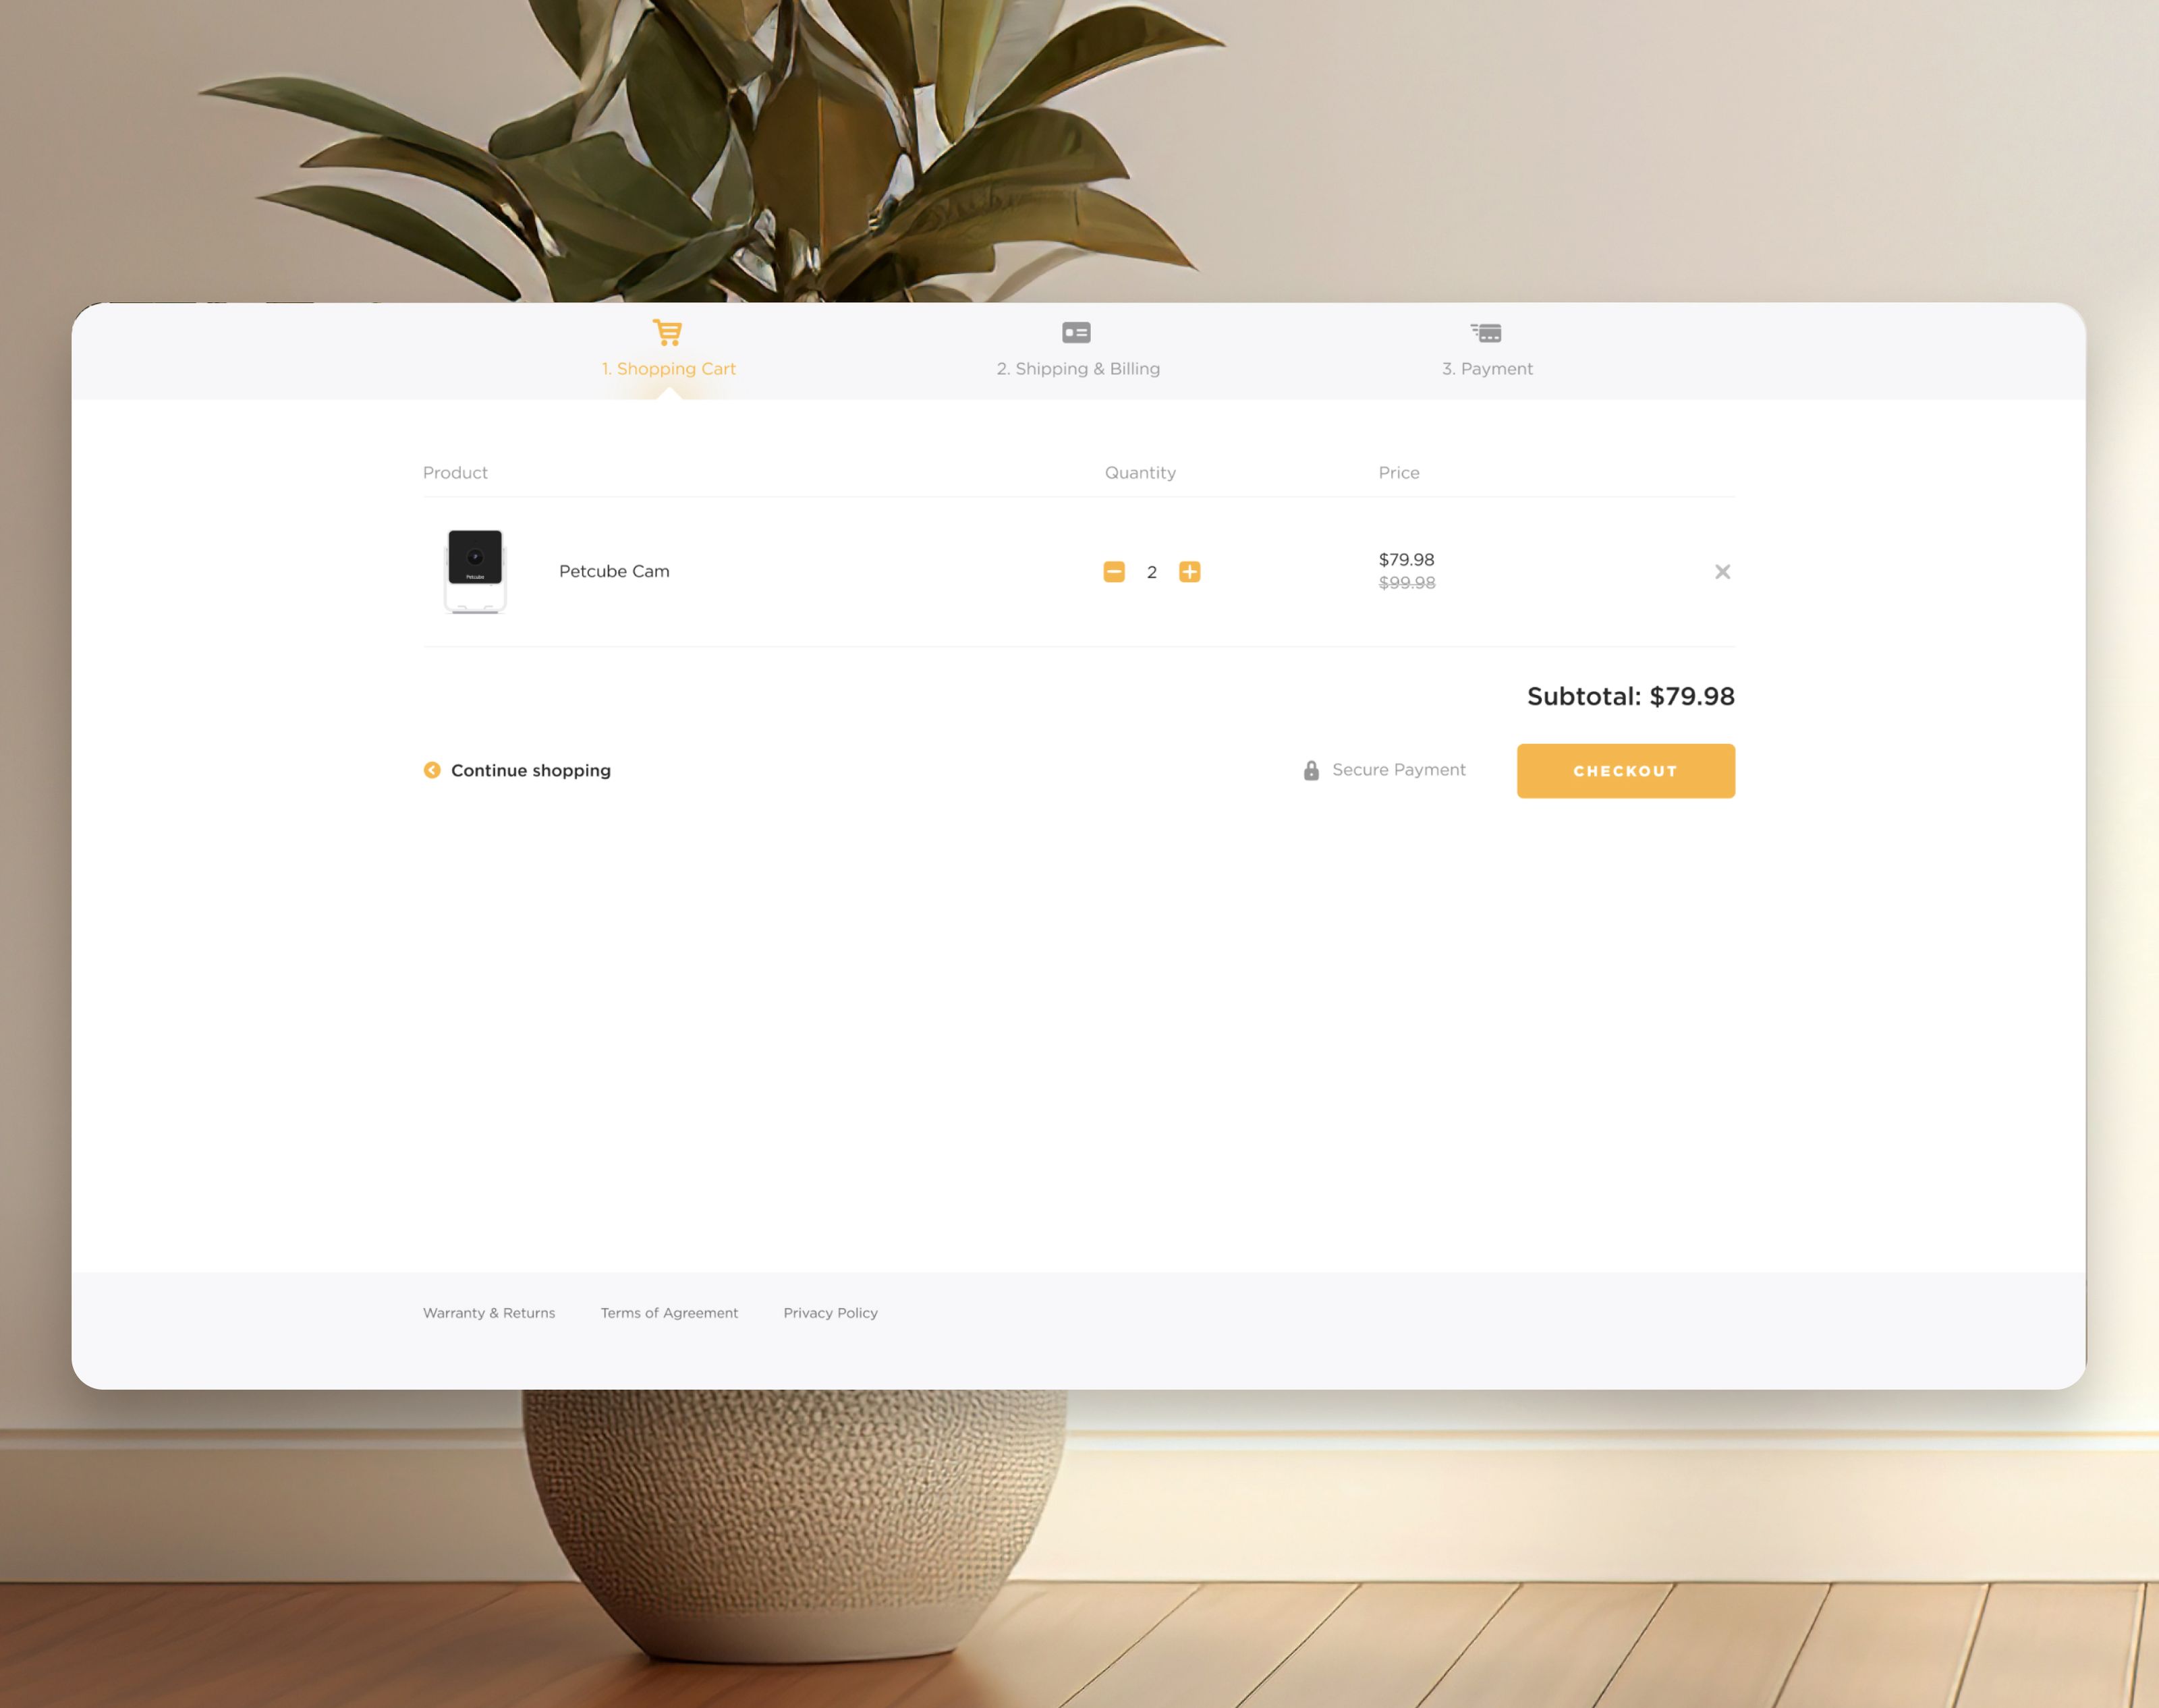 1. Shopping Cart
2. Shipping & Billing
3. Payment
Product Quantity Price
Petcube
Petcube Cam
2
$79.98
$99.98
Subtotal: $79.98
Continue shopping
Secure Payment
CHECKOUT
Warranty & Returns Terms of Agreement Privacy Policy